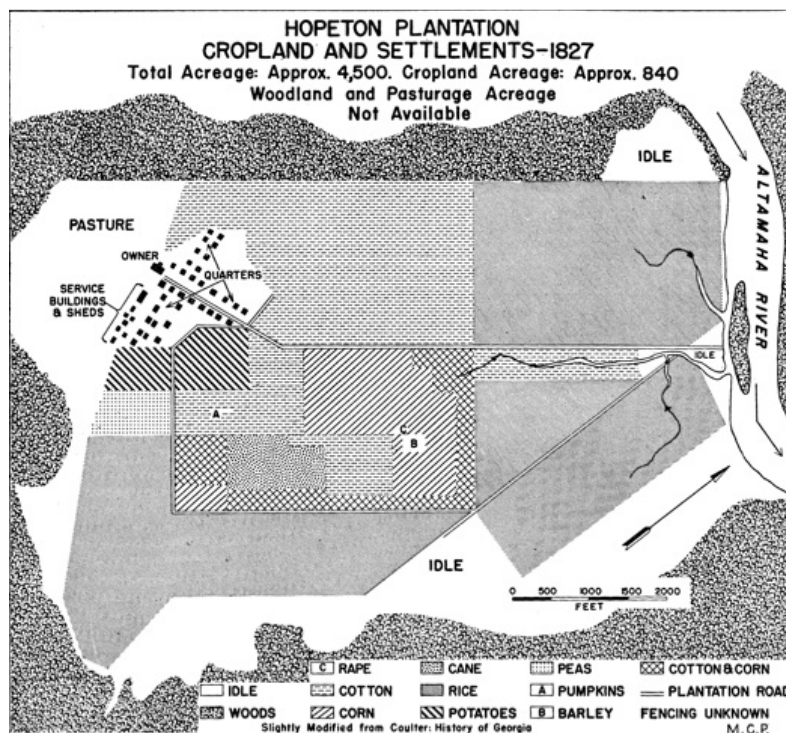 HOPETON PLANTATION
CROPLAND AND SETTLEMENTS-1827
Total Acreage: Approx. 4,500. Cropland Acreage: Approx. 840
Woodland and Pasturage Acreage
Not Available
IDLE
ALTAMAHA RIVER
PASTURE
OWNER
QUARTERS
SERVICE
BUILDINGS
& SHEDS
IDLE
A
C
B
IDLE
0 500 1000 1500 2000
FEET
C RAPE CANE PEAS COTTON & CORN
IDLE COTTON RICE A PUMPKINS PLANTATION ROAD
WOODS CORN POTATOES B BARLEY FENCING UNKNOWN
Slightly Modified from Coulter: History of Georgia M.C.P.